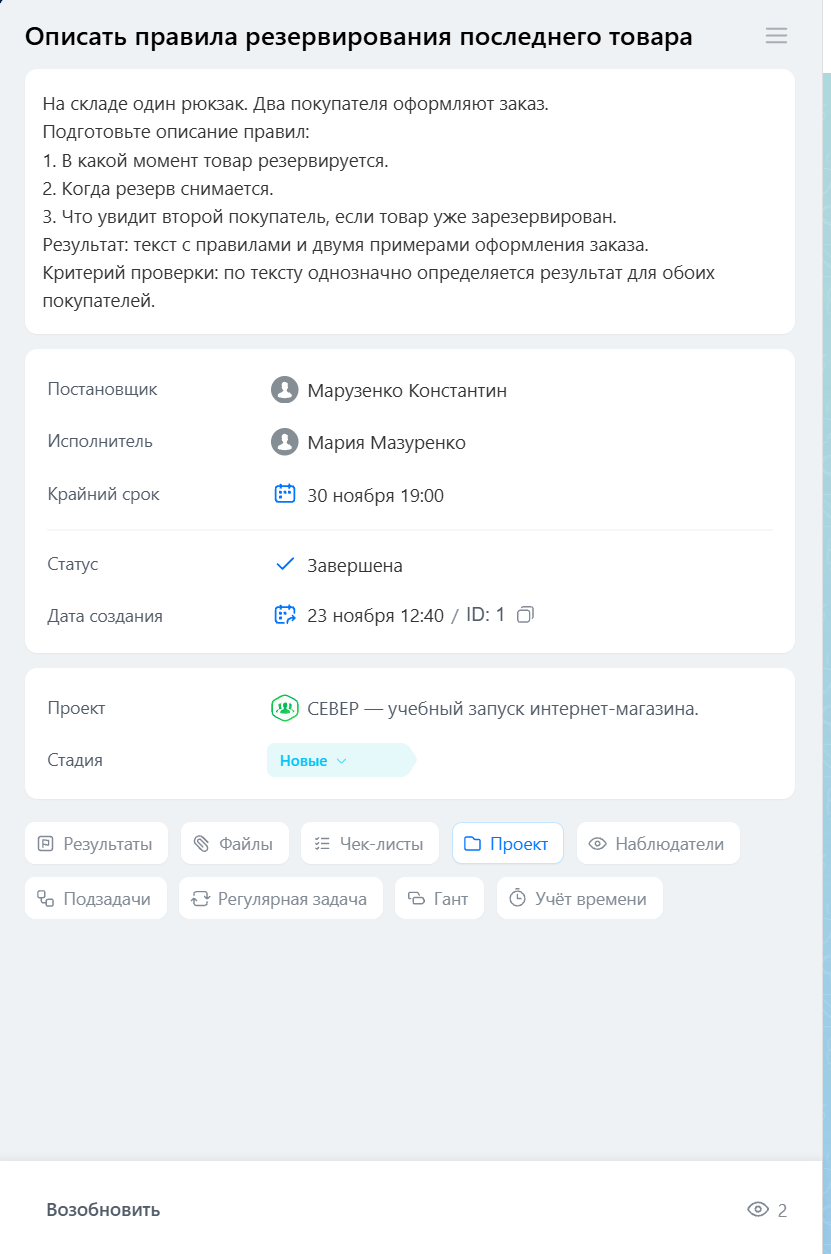 Описать правила резервирования последнего товара
На складе один рюкзак. Два покупателя оформляют заказ.
Подготовьте описание правил:
1. В какой момент товар резервируется.
2. Когда резерв снимается.
3. Что увидит второй покупатель, если товар уже зарезервирован.
Результат: текст с правилами и двумя примерами оформления заказа.
Критерий проверки: по тексту однозначно определяется результат для обоих
покупателей.
Постановщик Марузенко Константин
Исполнитель Мария Мазуренко
Крайний срок 30 ноября 19:00
Статус Завершена
Дата создания 23 ноября 12:40 / ID: 1
Проект СЕВЕР — учебный запуск интернет-магазина.
Стадия Новые
Результаты Файлы Чек-листы Проект Наблюдатели
Подзадачи Регулярная задача Гант Учёт времени
Возобновить 2